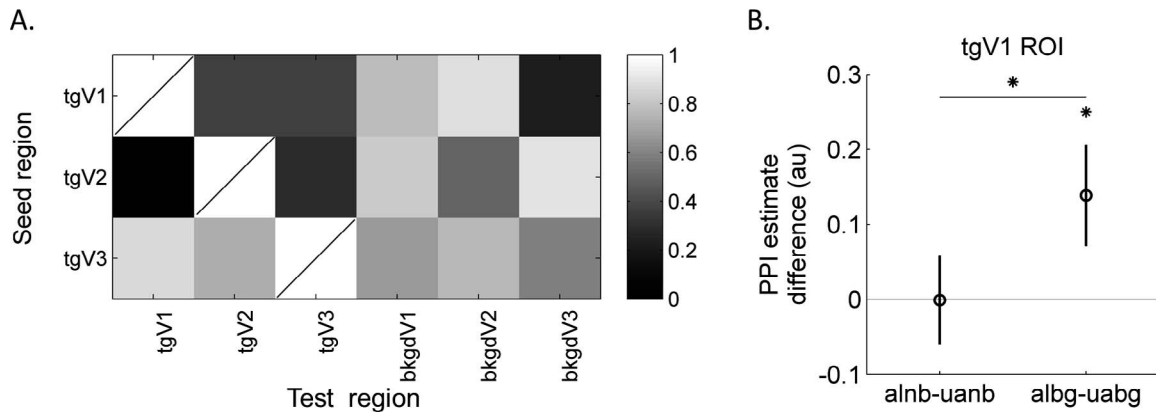 A.
tgV1
tgV2
tgV3
Seed region
tgV1
tgV2
tgV3
bkgdV1
bkgdV2
bkgdV3
Test region
1
0.8
0.6
0.4
0.2
0
B.
tgV1 ROI
*
*
0.3
0.2
0.1
0
-0.1
PPI estimate
difference (au)
alnb-uanb
albg-uabg